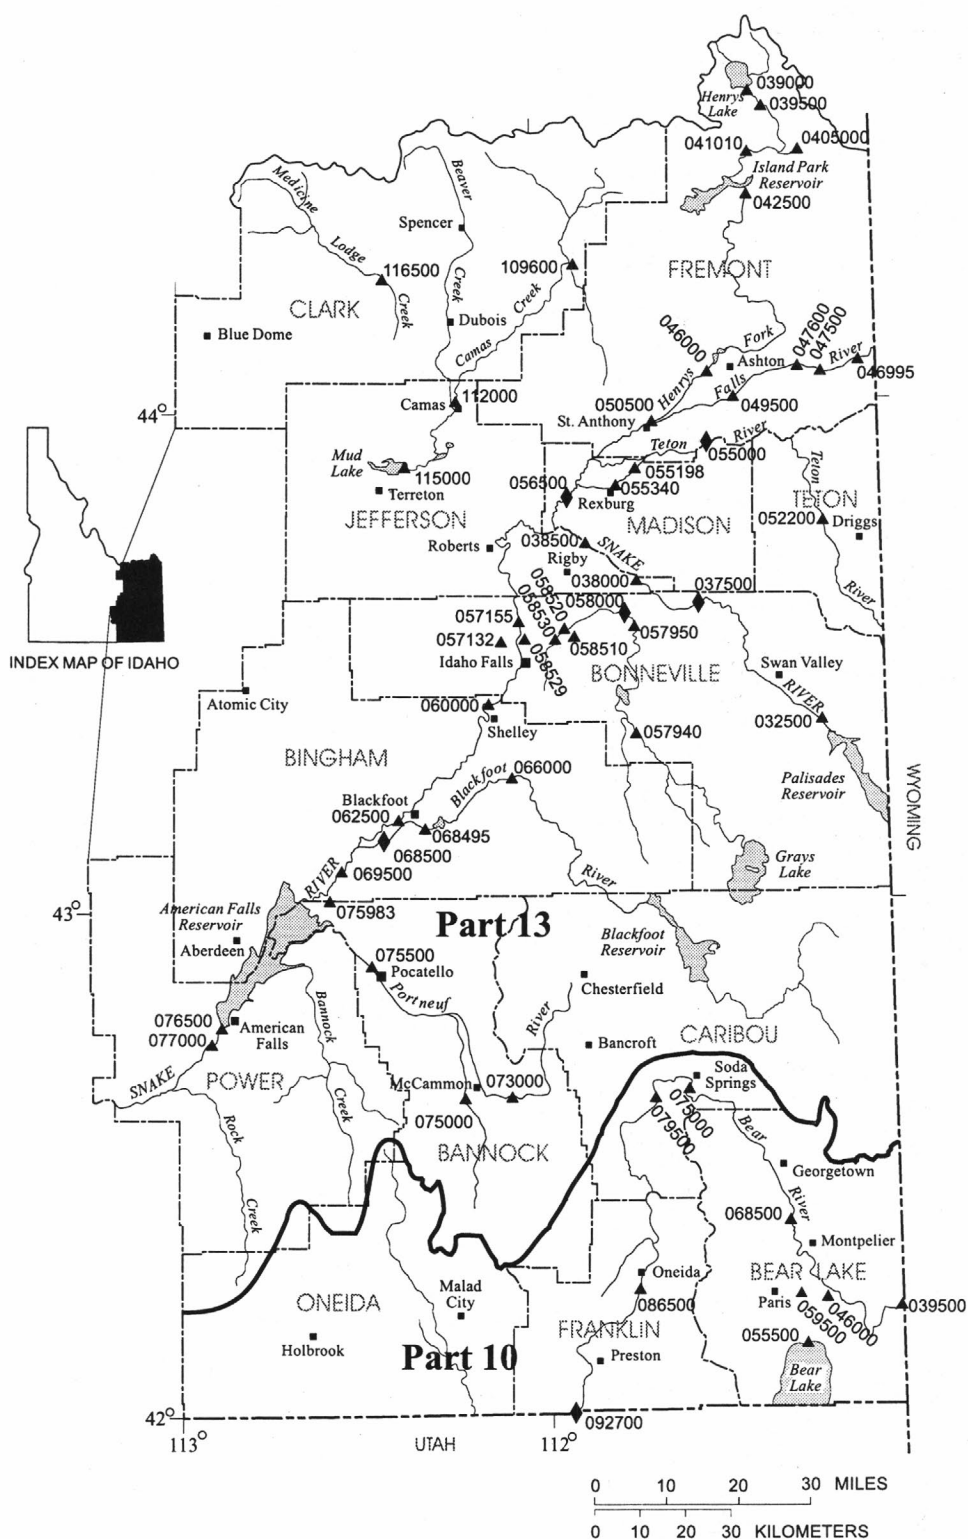 039000
Henrys
Lake
039500
041010
0405000
Island Park
Reservoir
042500
Medicine
Lodge
Creek
Beaver
Creek
Spencer
116500
109600
Camas
Creek
CLARK
FREMONT
Blue Dome
Dubois
046000
Henrys
Fork
047600
047500
Ashton
River
046995
Falls
112000
Camas
44°
050500
St. Anthony
049500
Teton
River
055000
Mud
Lake
115000
Terreton
055198
055340
056500
Rexburg
Teton
River
TETON
052200
Driggs
JEFFERSON
MADISON
Roberts
038500
SNAKE
Rigby
038000
037500
058520
058000
058530
057155
057132
058510
057950
058529
Idaho Falls
INDEX MAP OF IDAHO
BONNEVILLE
Swan Valley
RIVER
032500
Atomic City
060000
Shelley
057940
BINGHAM
066000
Blackfoot
River
Palisades
Reservoir
WYOMING
Blackfoot
062500
068495
068500
069500
RIVER
Grays
Lake
43°
American Falls
Reservoir
075983
Part 13
Aberdeen
075500
Pocatello
Blackfoot
Reservoir
Portneuf
River
Chesterfield
Bannock
Creek
076500
American
Falls
077000
CARIBOU
Bancroft
SNAKE
POWER
McCammon
073000
075000
Soda
Springs
075000
079500
Rock
Creek
BANNOCK
Bear
River
Georgetown
068500
Montpelier
Oneida
086500
BEAR LAKE
Paris
059500
046000
039500
Malad
City
ONEIDA
FRANKLIN
055500
Holbrook
Part 10
Preston
Bear
Lake
42°
092700
113°
112°
UTAH
0 10 20 30 MILES
0 10 20 30 KILOMETERS